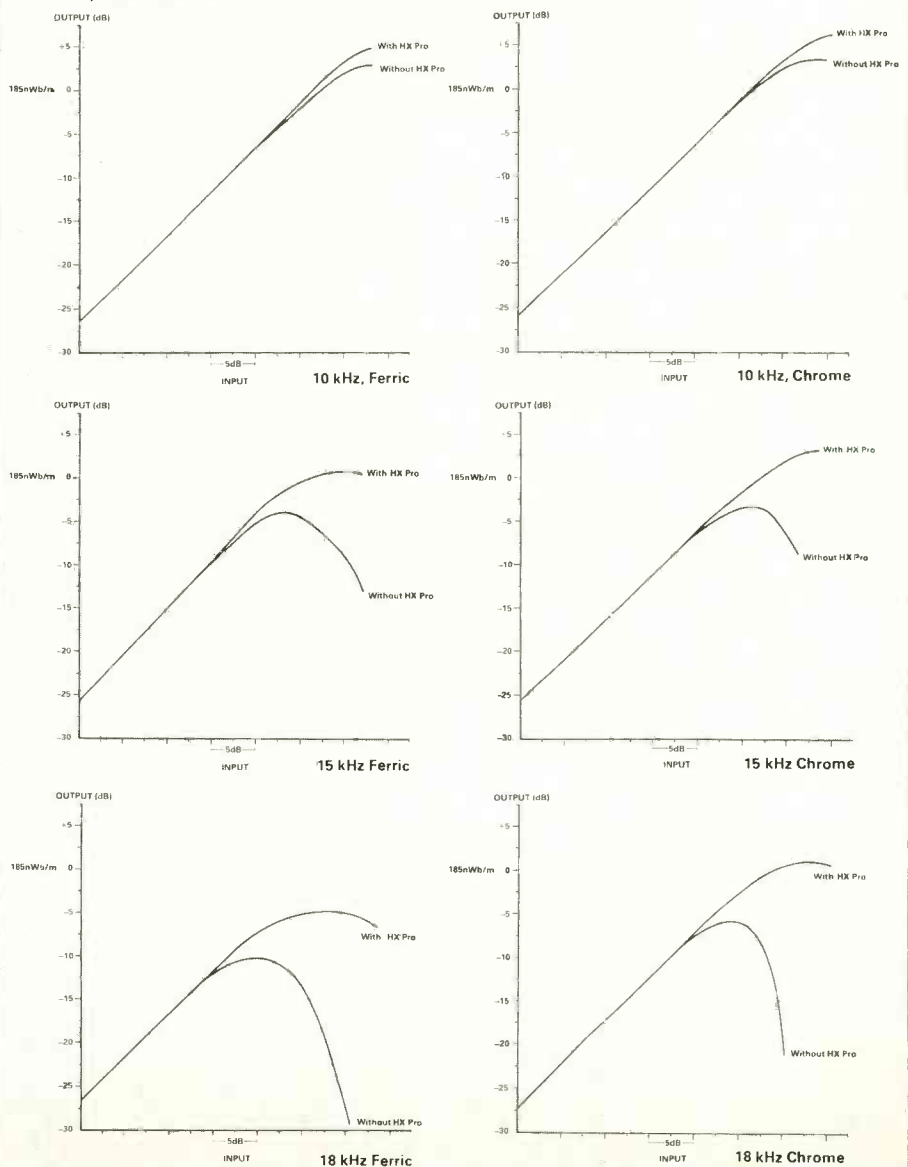 OUTPUT (dB)
+5
With HX Pro
Without HX Pro
185nWb/m 0
-5
-10
-15
-20
-25
-30
5dB
INPUT
10 kHz, Ferric
OUTPUT (dB)
+5
With HX Pro
Without HX Pro
185nWb/m 0
-5
-10
-15
-20
-25
-30
5dB
INPUT
10 kHz, Chrome
OUTPUT (dB)
+5
185nWb/m 0
With HX Pro
-5
-10
Without HX Pro
-15
-20
-25
-30
5dB
INPUT
15 kHz Ferric
OUTPUT (dB)
+5
With HX Pro
185nWb/m 0
-5
Without HX Pro
-10
-15
-20
-25
-30
5dB
INPUT
15 kHz Chrome
OUTPUT (dB)
+5
185nWb/m 0
-5
With HX Pro
-10
-15
-20
-25
Without HX Pro
-30
5dB
INPUT
18 kHz Ferric
OUTPUT (dB)
+5
185nWb/m 0
With HX Pro
-5
-10
-15
-20
Without HX Pro
-25
-30
5dB
INPUT
18 kHz Chrome